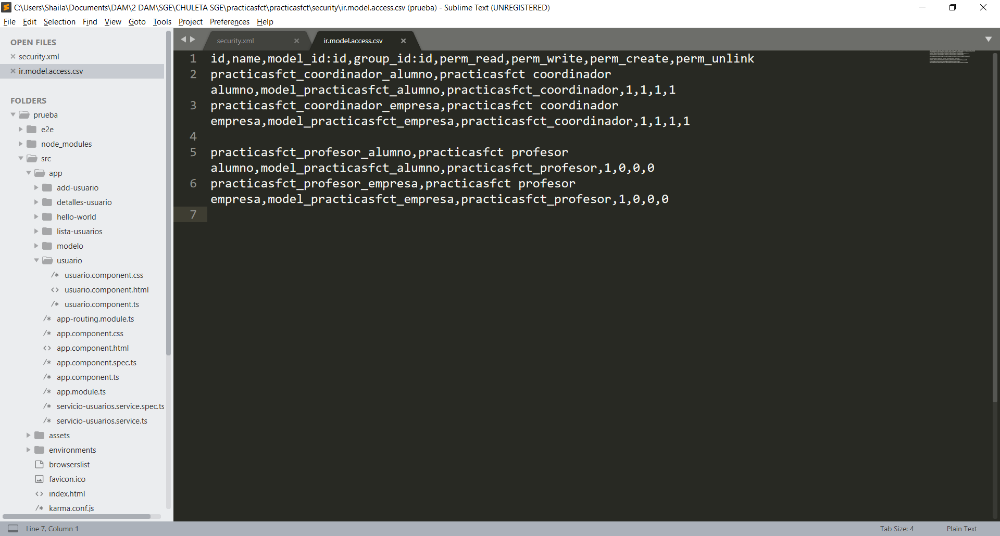 C:\Users\Shaila\Documents\DAM\2 DAM\SGE\CHULETA SGE\practicasfct\practicasfct\security\ir.model.access.csv (prueba) - Sublime Text (UNREGISTERED)
File Edit Selection Find View Goto Tools Project Preferences Help
OPEN FILES
security.xml
ir.model.access.csv
FOLDERS
prueba
e2e
node_modules
src
app
add-usuario
detalles-usuario
hello-world
lista-usuarios
modelo
usuario
usuario.component.css
usuario.component.html
usuario.component.ts
app-routing.module.ts
app.component.css
app.component.html
app.component.spec.ts
app.component.ts
app.module.ts
servicio-usuarios.service.spec.ts
servicio-usuarios.service.ts
assets
environments
browserslist
favicon.ico
index.html
karma.conf.js
security.xml ir.model.access.csv
1 id,name,model_id:id,group_id:id,perm_read,perm_write,perm_create,perm_unlink
2 practicasfct_coordinador_alumno,practicasfct coordinador
alumno,model_practicasfct_alumno,practicasfct_coordinador,1,1,1,1
3 practicasfct_coordinador_empresa,practicasfct coordinador
empresa,model_practicasfct_empresa,practicasfct_coordinador,1,1,1,1
4
5 practicasfct_profesor_alumno,practicasfct profesor
alumno,model_practicasfct_alumno,practicasfct_profesor,1,0,0,0
6 practicasfct_profesor_empresa,practicasfct profesor
empresa,model_practicasfct_empresa,practicasfct_profesor,1,0,0,0
7
Line 7, Column 1
Tab Size: 4
Plain Text